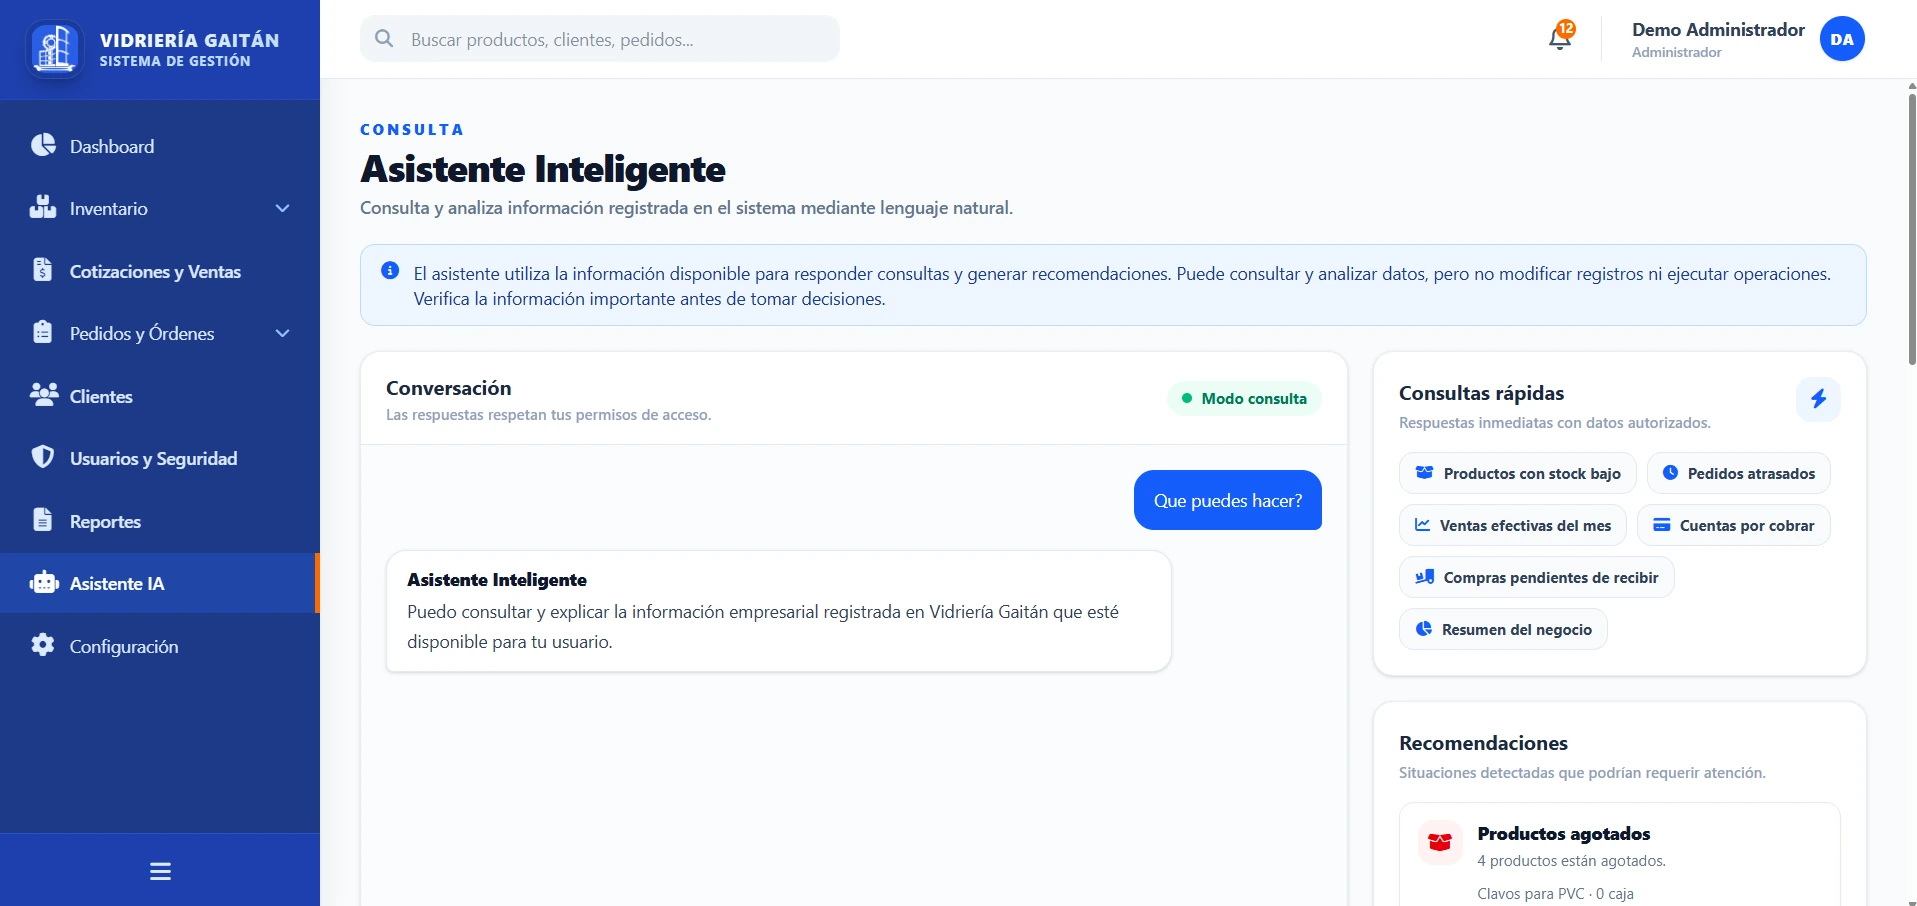 VIDRIERÍA GAITÁN
SISTEMA DE GESTIÓN
Dashboard
Inventario
Cotizaciones y Ventas
Pedidos y Órdenes
Clientes
Usuarios y Seguridad
Reportes
Asistente IA
Configuración
Buscar productos, clientes, pedidos...
12
Demo Administrador
Administrador
DA
CONSULTA
Asistente Inteligente
Consulta y analiza información registrada en el sistema mediante lenguaje natural.
El asistente utiliza la información disponible para responder consultas y generar recomendaciones. Puede consultar y analizar datos, pero no modificar registros ni ejecutar operaciones.
Verifica la información importante antes de tomar decisiones.
Conversación
Las respuestas respetan tus permisos de acceso.
Modo consulta
Que puedes hacer?
Asistente Inteligente
Puedo consultar y explicar la información empresarial registrada en Vidriería Gaitán que esté
disponible para tu usuario.
Consultas rápidas
Respuestas inmediatas con datos autorizados.
Productos con stock bajo
Pedidos atrasados
Ventas efectivas del mes
Cuentas por cobrar
Compras pendientes de recibir
Resumen del negocio
Recomendaciones
Situaciones detectadas que podrían requerir atención.
Productos agotados
4 productos están agotados.
Clavos para PVC · 0 caja